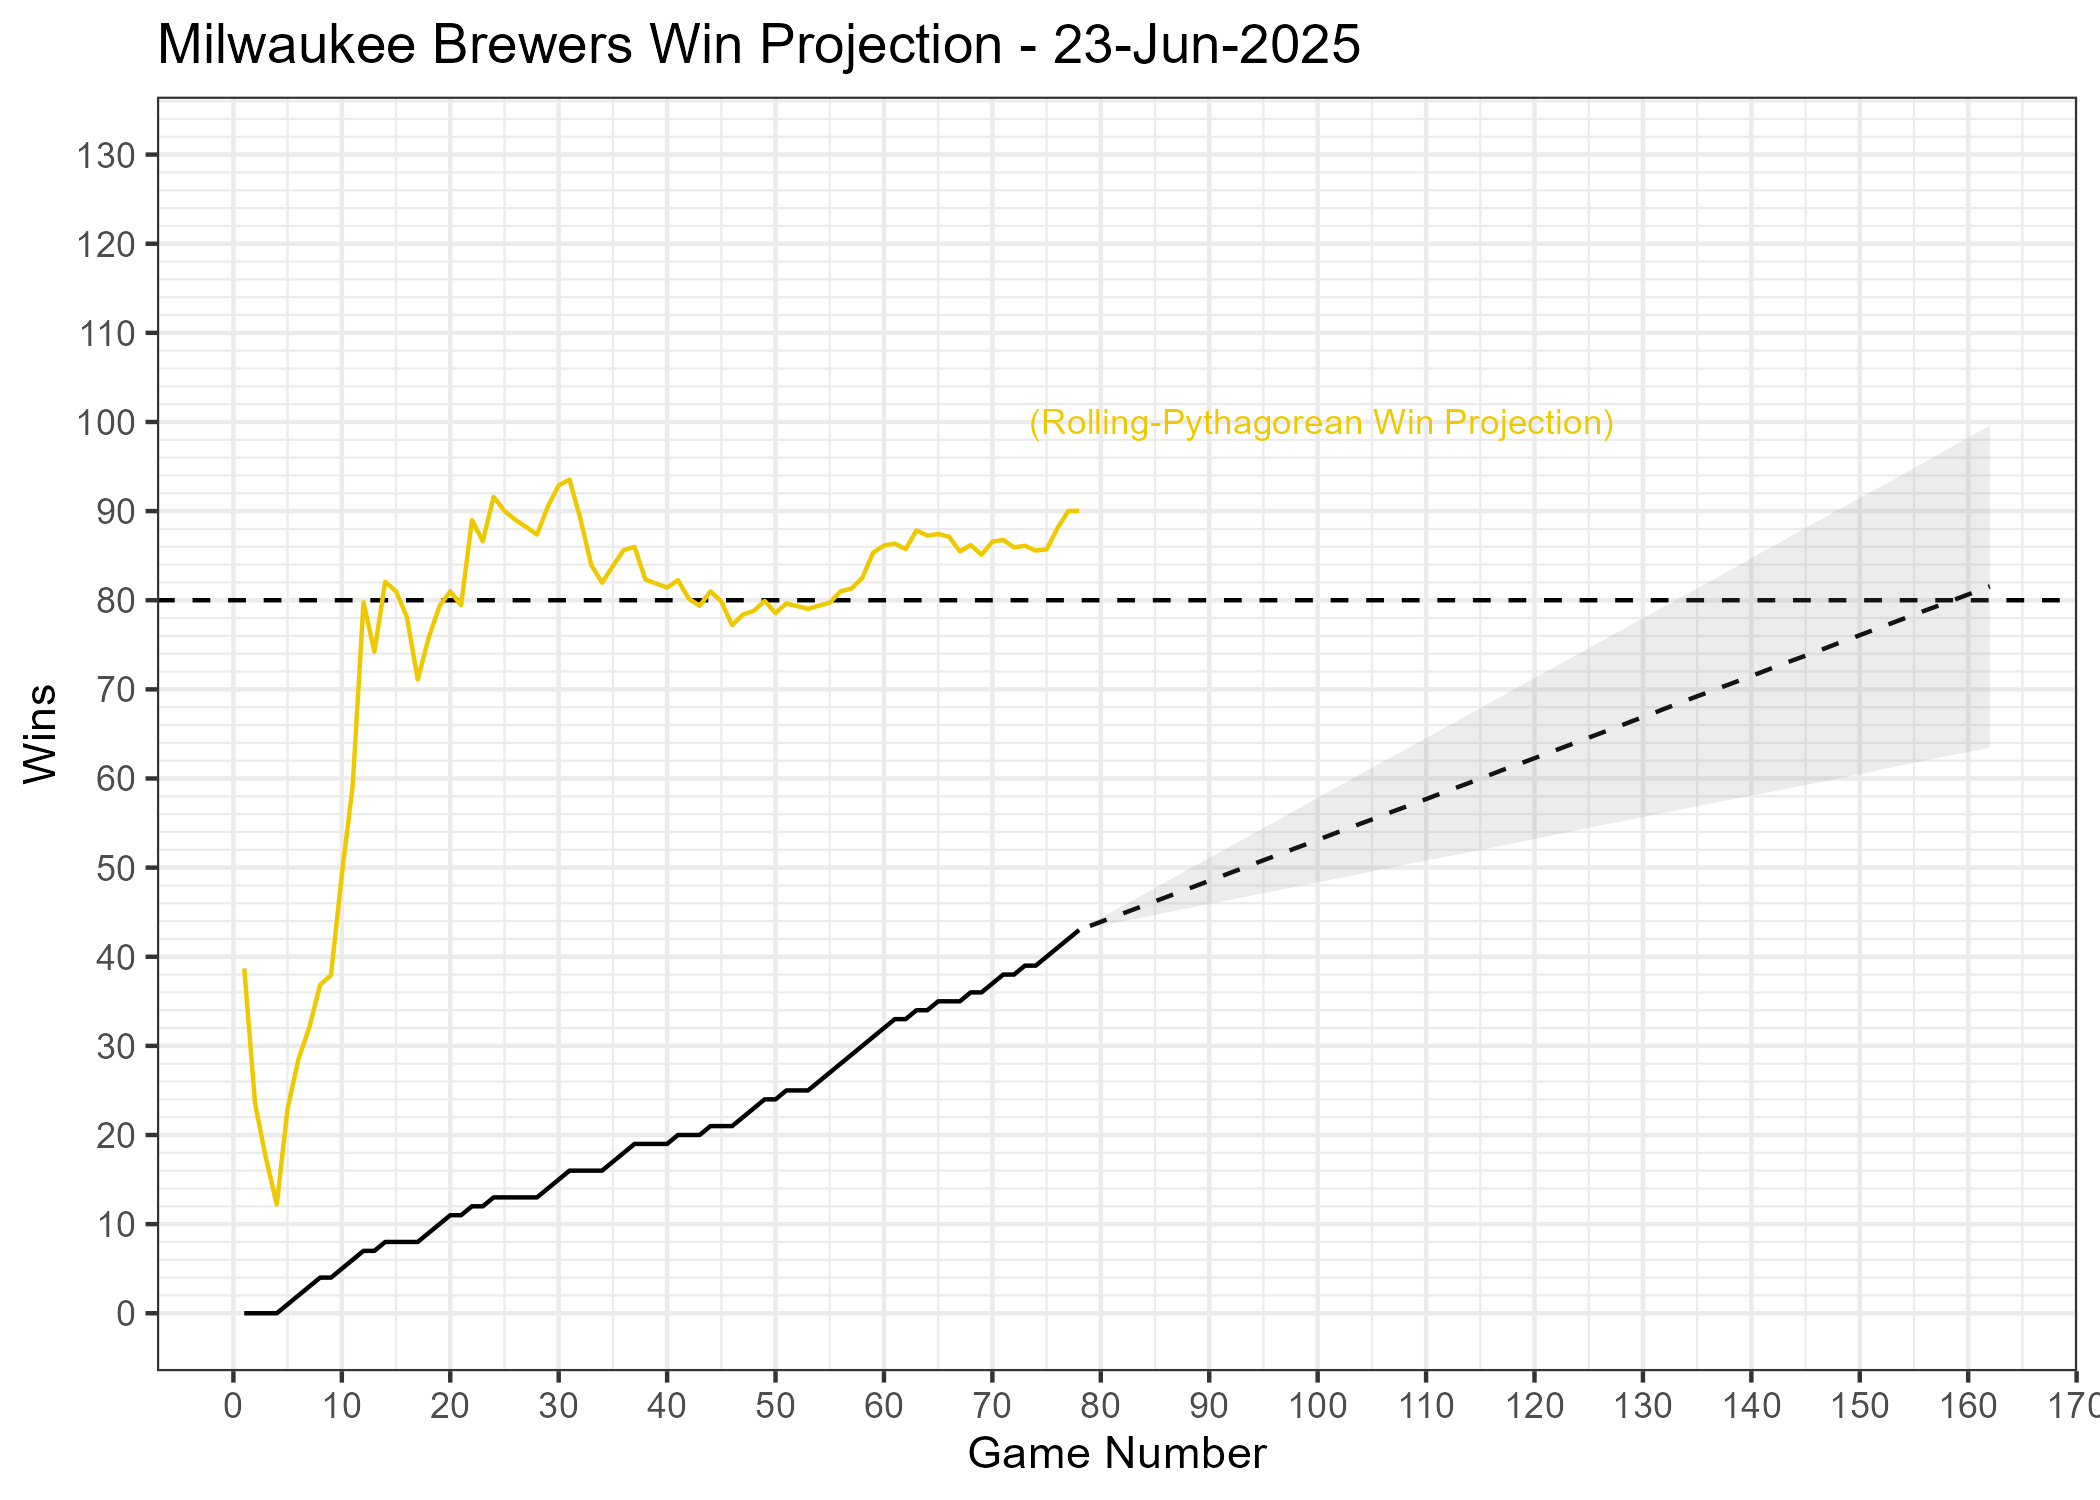 Milwaukee Brewers Win Projection - 23-Jun-2025
130
120
110
100
90
80
70
60
50
40
30
20
10
0
Wins
(Rolling-Pythagorean Win Projection)
0 10 20 30 40 50 60 70 80 90 100 110 120 130 140 150 160 170
Game Number